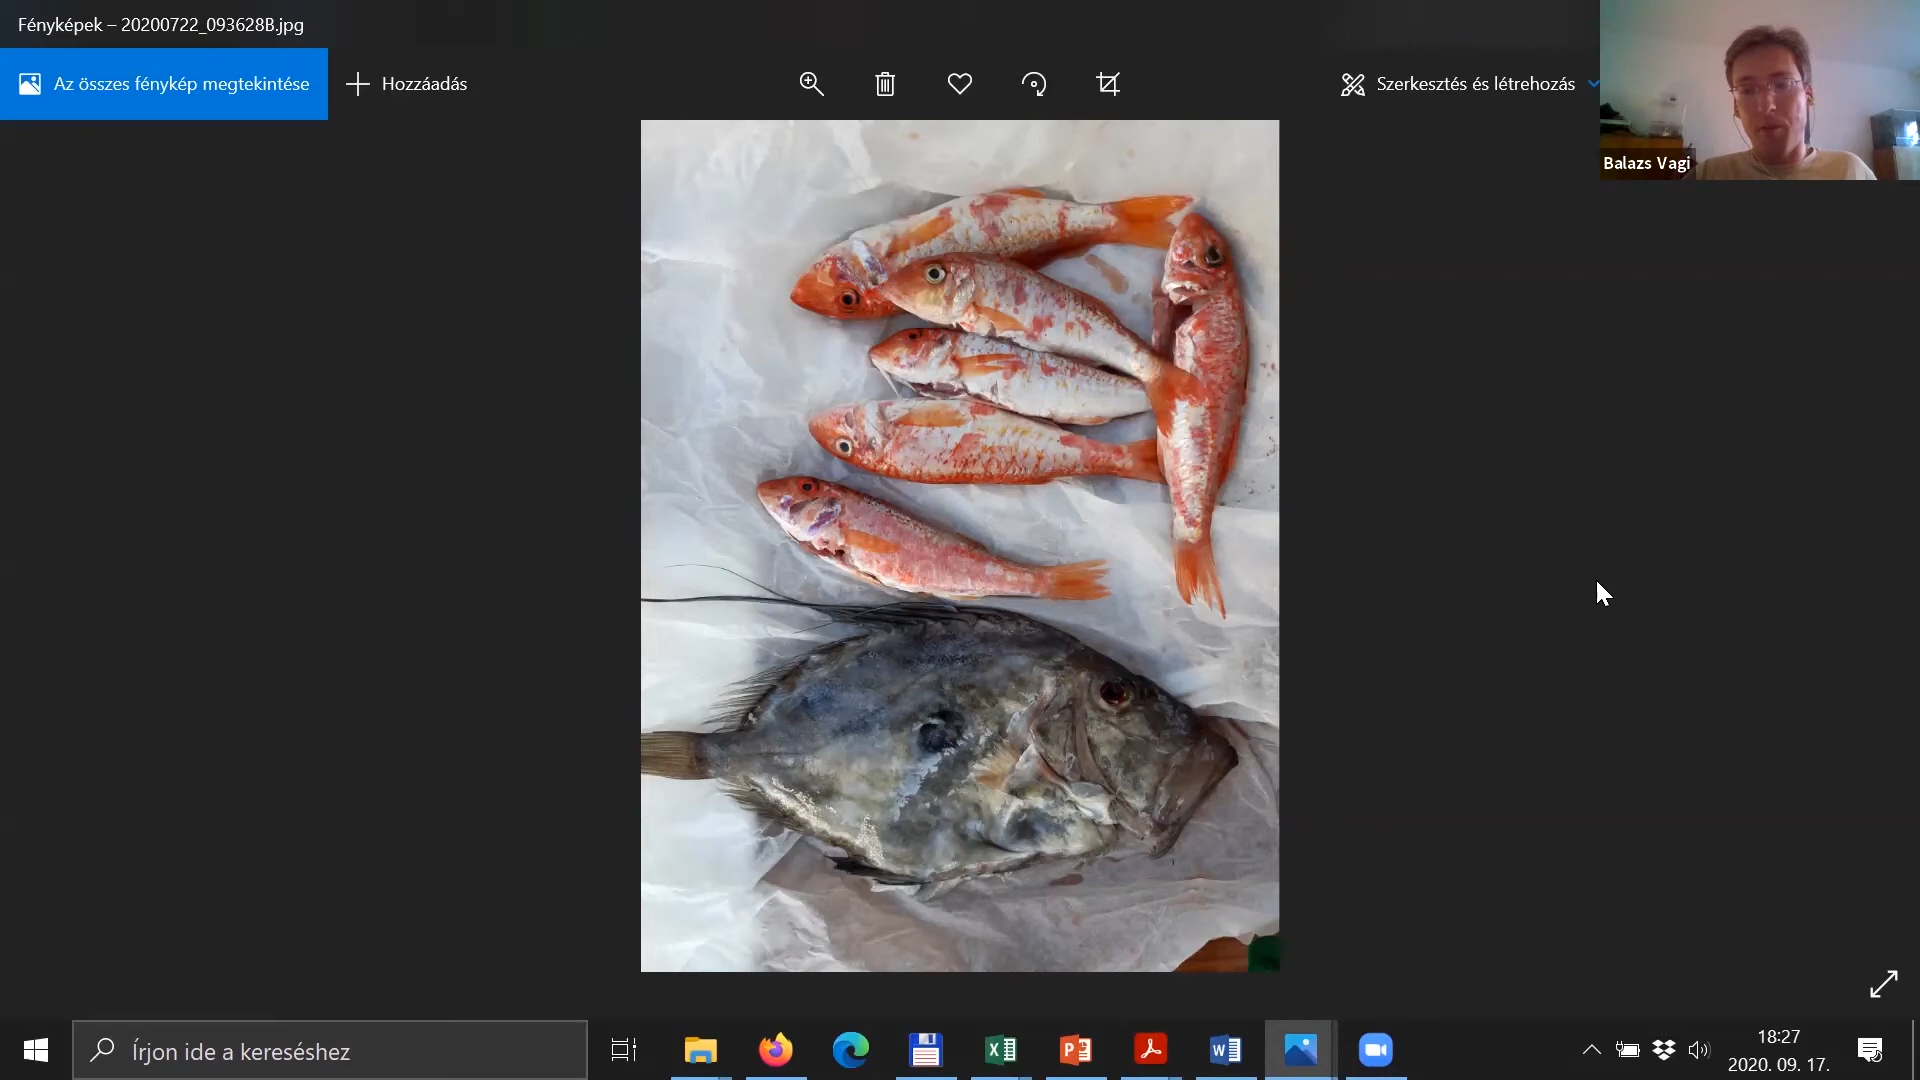 Fényképek – 20200722_093628B.jpg
Az összes fénykép megtekintése
Hozzáadás
Szerkesztés és létrehozás
Balazs Vagi
Írjon ide a kereséshez
18:27
2020. 09. 17.